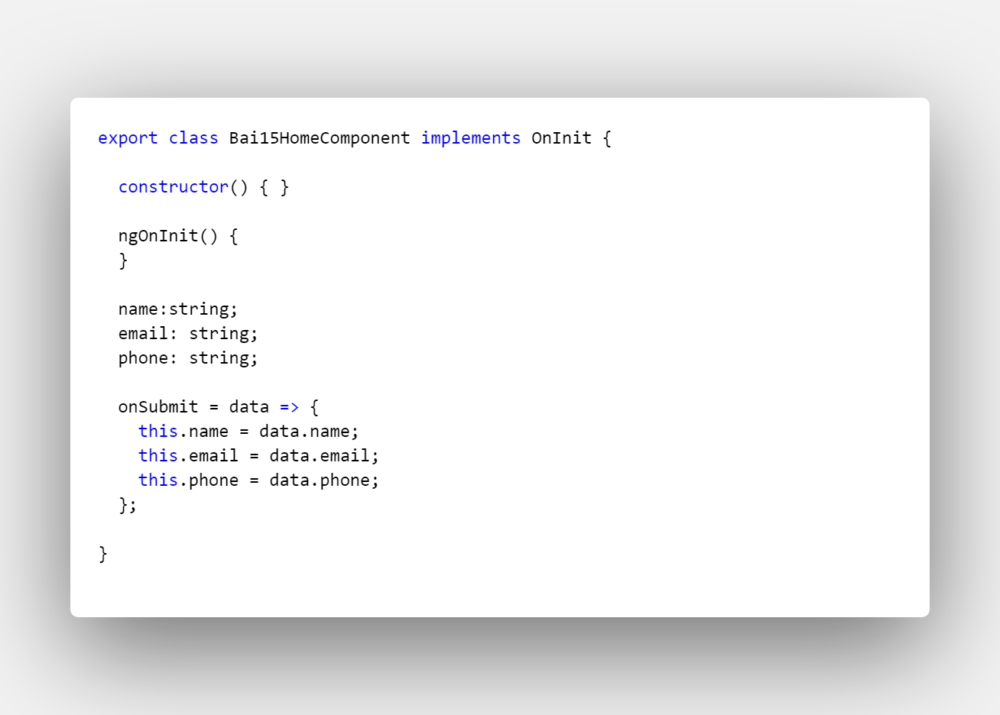 export class Bai15HomeComponent implements OnInit {
  constructor() { }
  ngOnInit() {
  }
  name:string;
  email: string;
  phone: string;
  onSubmit = data => {
    this.name = data.name;
    this.email = data.email;
    this.phone = data.phone;
  };
}